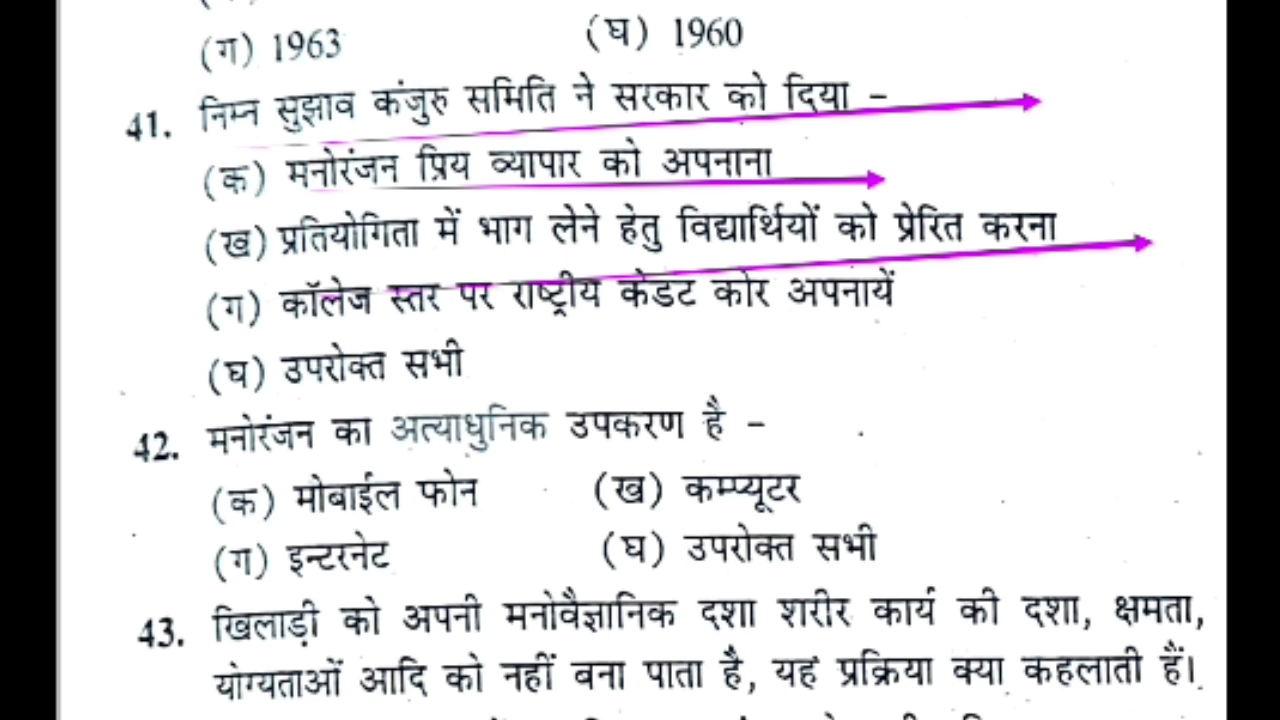 (ग) 1963 (घ) 1960
41. निम्न सुझाव कंजुरु समिति ने सरकार को दिया –
(क) मनोरंजन प्रिय व्यापार को अपनाना
(ख) प्रतियोगिता में भाग लेने हेतु विद्यार्थियों को प्रेरित करना
(ग) कॉलेज स्तर पर राष्ट्रीय केडट कोर अपनायें
(घ) उपरोक्त सभी
42. मनोरंजन का अत्याधुनिक उपकरण है –
(क) मोबाईल फोन (ख) कम्प्यूटर
(ग) इन्टरनेट (घ) उपरोक्त सभी
43. खिलाड़ी को अपनी मनोवैज्ञानिक दशा शरीर कार्य की दशा, क्षमता,
योग्यताओं आदि को नहीं बना पाता है, यह प्रक्रिया क्या कहलाती हैं।